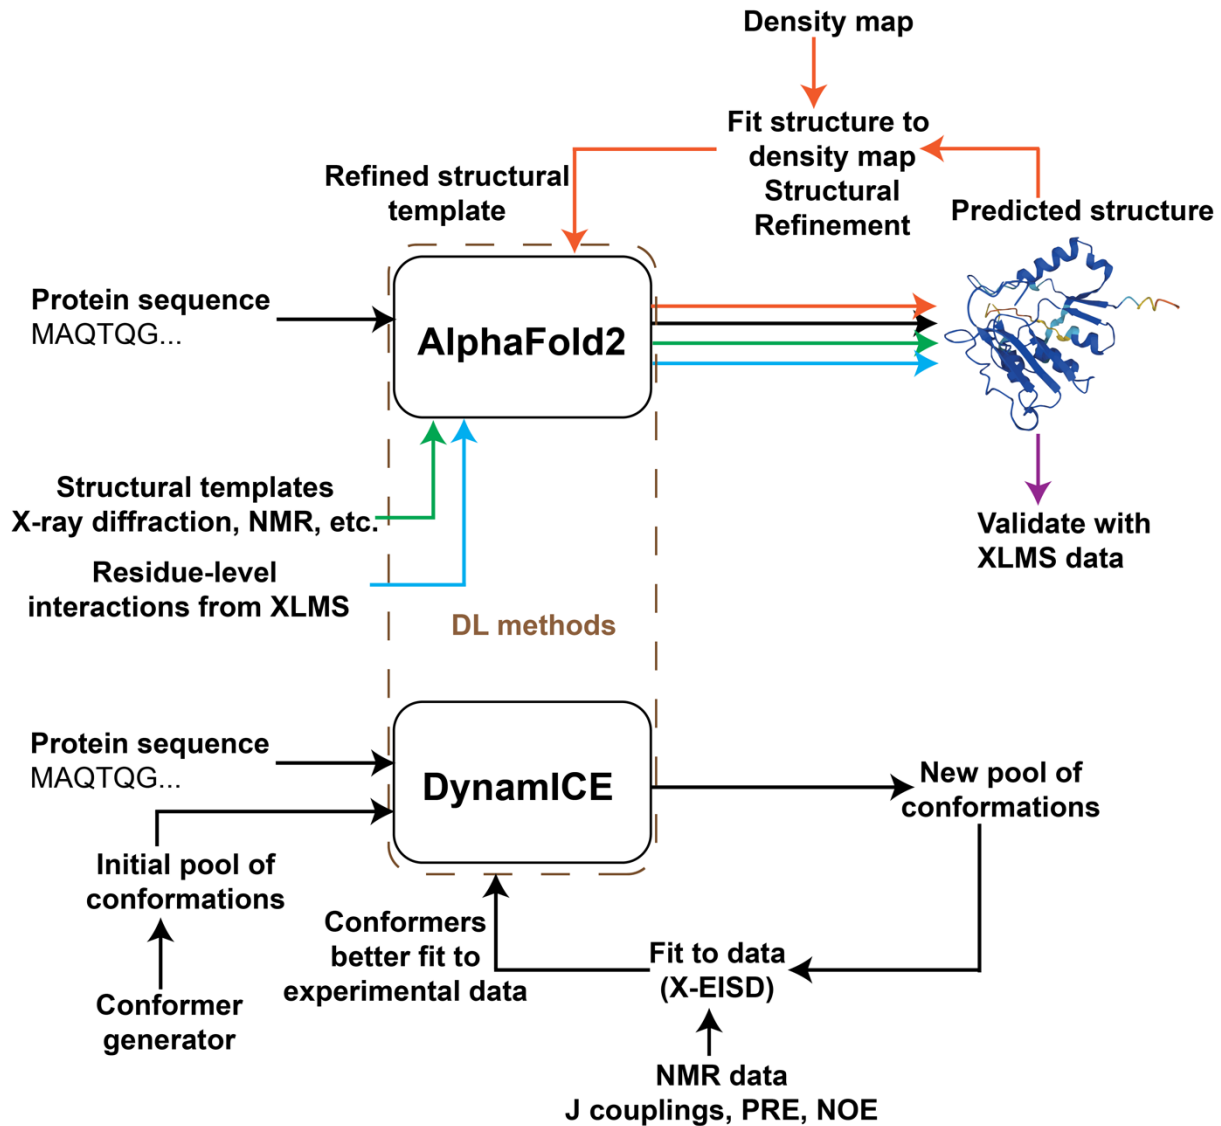 Density map
Fit structure to
density map
Structural
Refinement
Refined structural
template
Predicted structure
Protein sequence
MAQTQG...
AlphaFold2
Structural templates
X-ray diffraction, NMR, etc.
Validate with
XLMS data
Residue-level
interactions from XLMS
DL methods
Protein sequence
MAQTQG...
DynamICE
New pool of
conformations
Initial pool of
conformations
Conformers
better fit to
experimental data
Fit to data
(X-EISD)
Conformer
generator
NMR data
J couplings, PRE, NOE